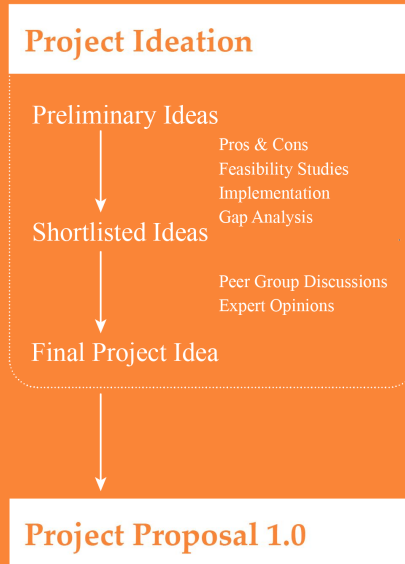 Project Ideation
Preliminary Ideas
Pros & Cons
Feasibility Studies
Implementation
Gap Analysis
Shortlisted Ideas
Peer Group Discussions
Expert Opinions
Final Project Idea
Project Proposal 1.0